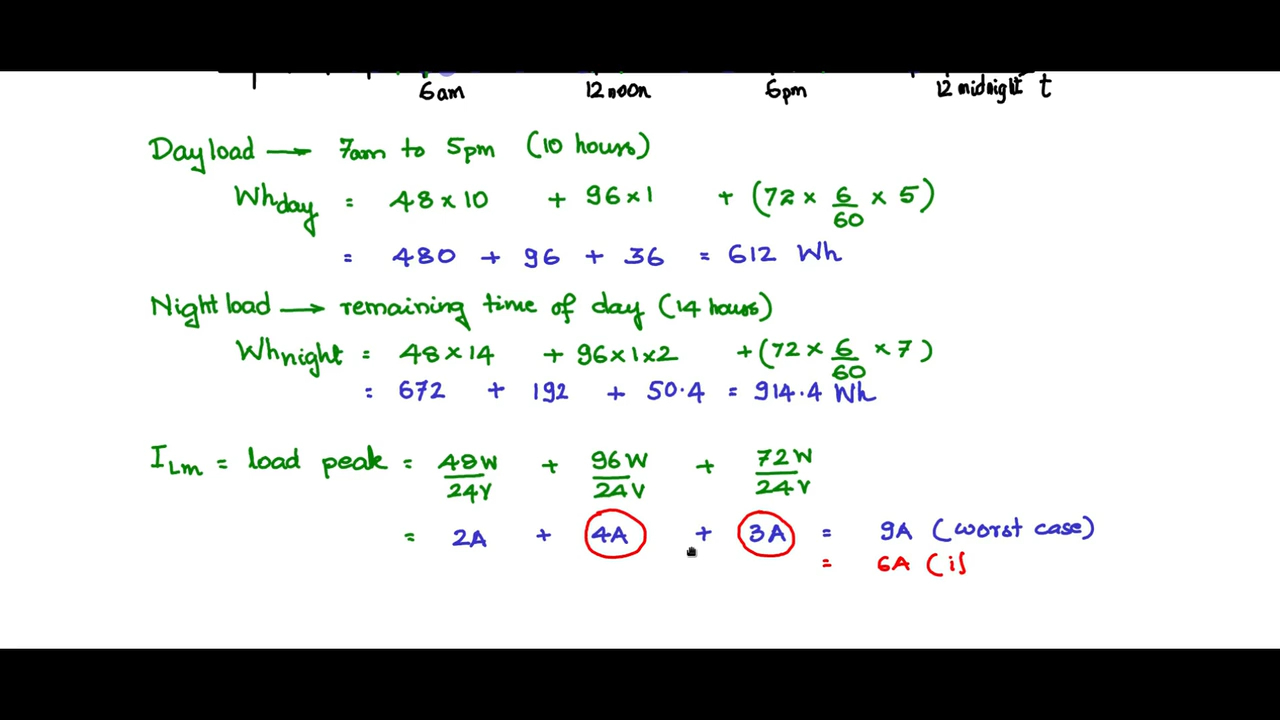 6am 12 noon 6pm 12 midnight t
Day load → 7am to 5pm (10 hours)
Wh day = 48 × 10 + 96 × 1 + (72 × 6/60 × 5)
= 480 + 96 + 36 = 612 Wh
Night load → remaining time of day (14 hours)
Wh night = 48 × 14 + 96 × 1 × 2 + (72 × 6/60 × 7)
= 672 + 192 + 50.4 = 914.4 Wh
I Lm = load peak = 48W/24V + 96W/24V + 72W/24V
= 2A + 4A + 3A = 9A (worst case)
= 6A (is